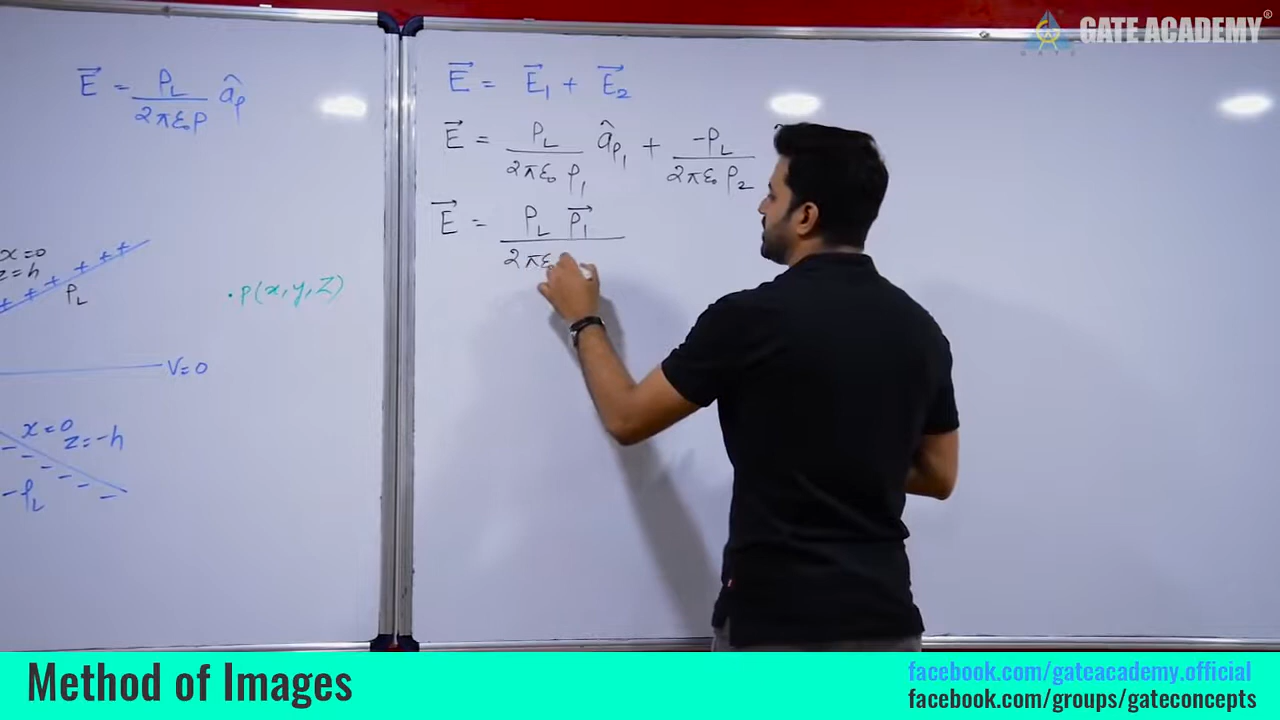 GATE ACADEMY®
E⃗ = ρL / 2πε₀ρ âρ
x=0
z=h
+ + + + + +
ρL
.P(x,y,z)
V=0
x=0
z=-h
-ρL
E⃗ = E⃗₁ + E⃗₂
E⃗ = ρL / 2πε₀ ρ₁ âρ₁ + -ρL / 2πε₀ ρ₂
E⃗ = ρL ρ⃗₁ / 2πε
Method of Images
facebook.com/gateacademy.official
facebook.com/groups/gateconcepts